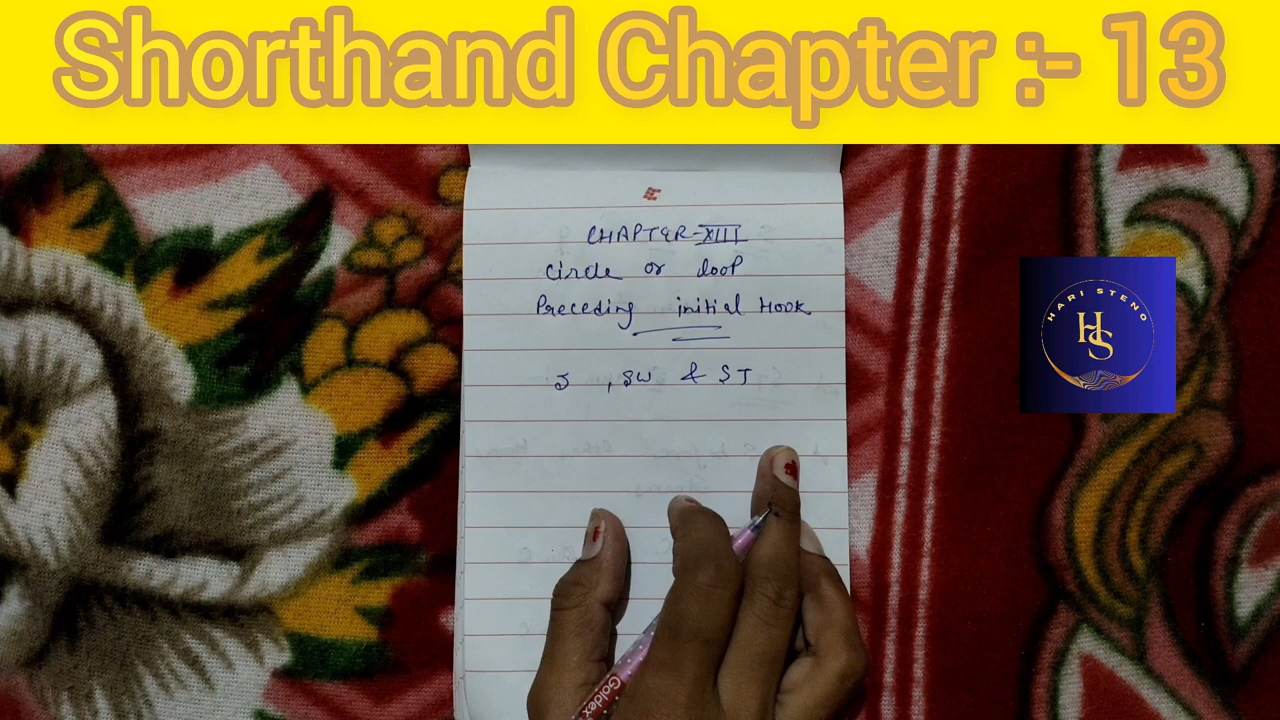 Shorthand Chapter :- 13
CHAPTER-XIII
Circle or Loop
Preceding initial Hook
S , SW & ST
HARI STENO
HS
Goldex